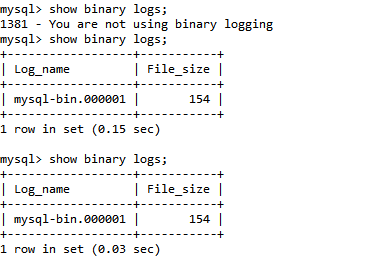 mysql> show binary logs;
1381 - You are not using binary logging
mysql> show binary logs;
+------------------+-----------+
| Log_name         | File_size |
+------------------+-----------+
| mysql-bin.000001 |       154 |
+------------------+-----------+
1 row in set (0.15 sec)

mysql> show binary logs;
+------------------+-----------+
| Log_name         | File_size |
+------------------+-----------+
| mysql-bin.000001 |       154 |
+------------------+-----------+
1 row in set (0.03 sec)